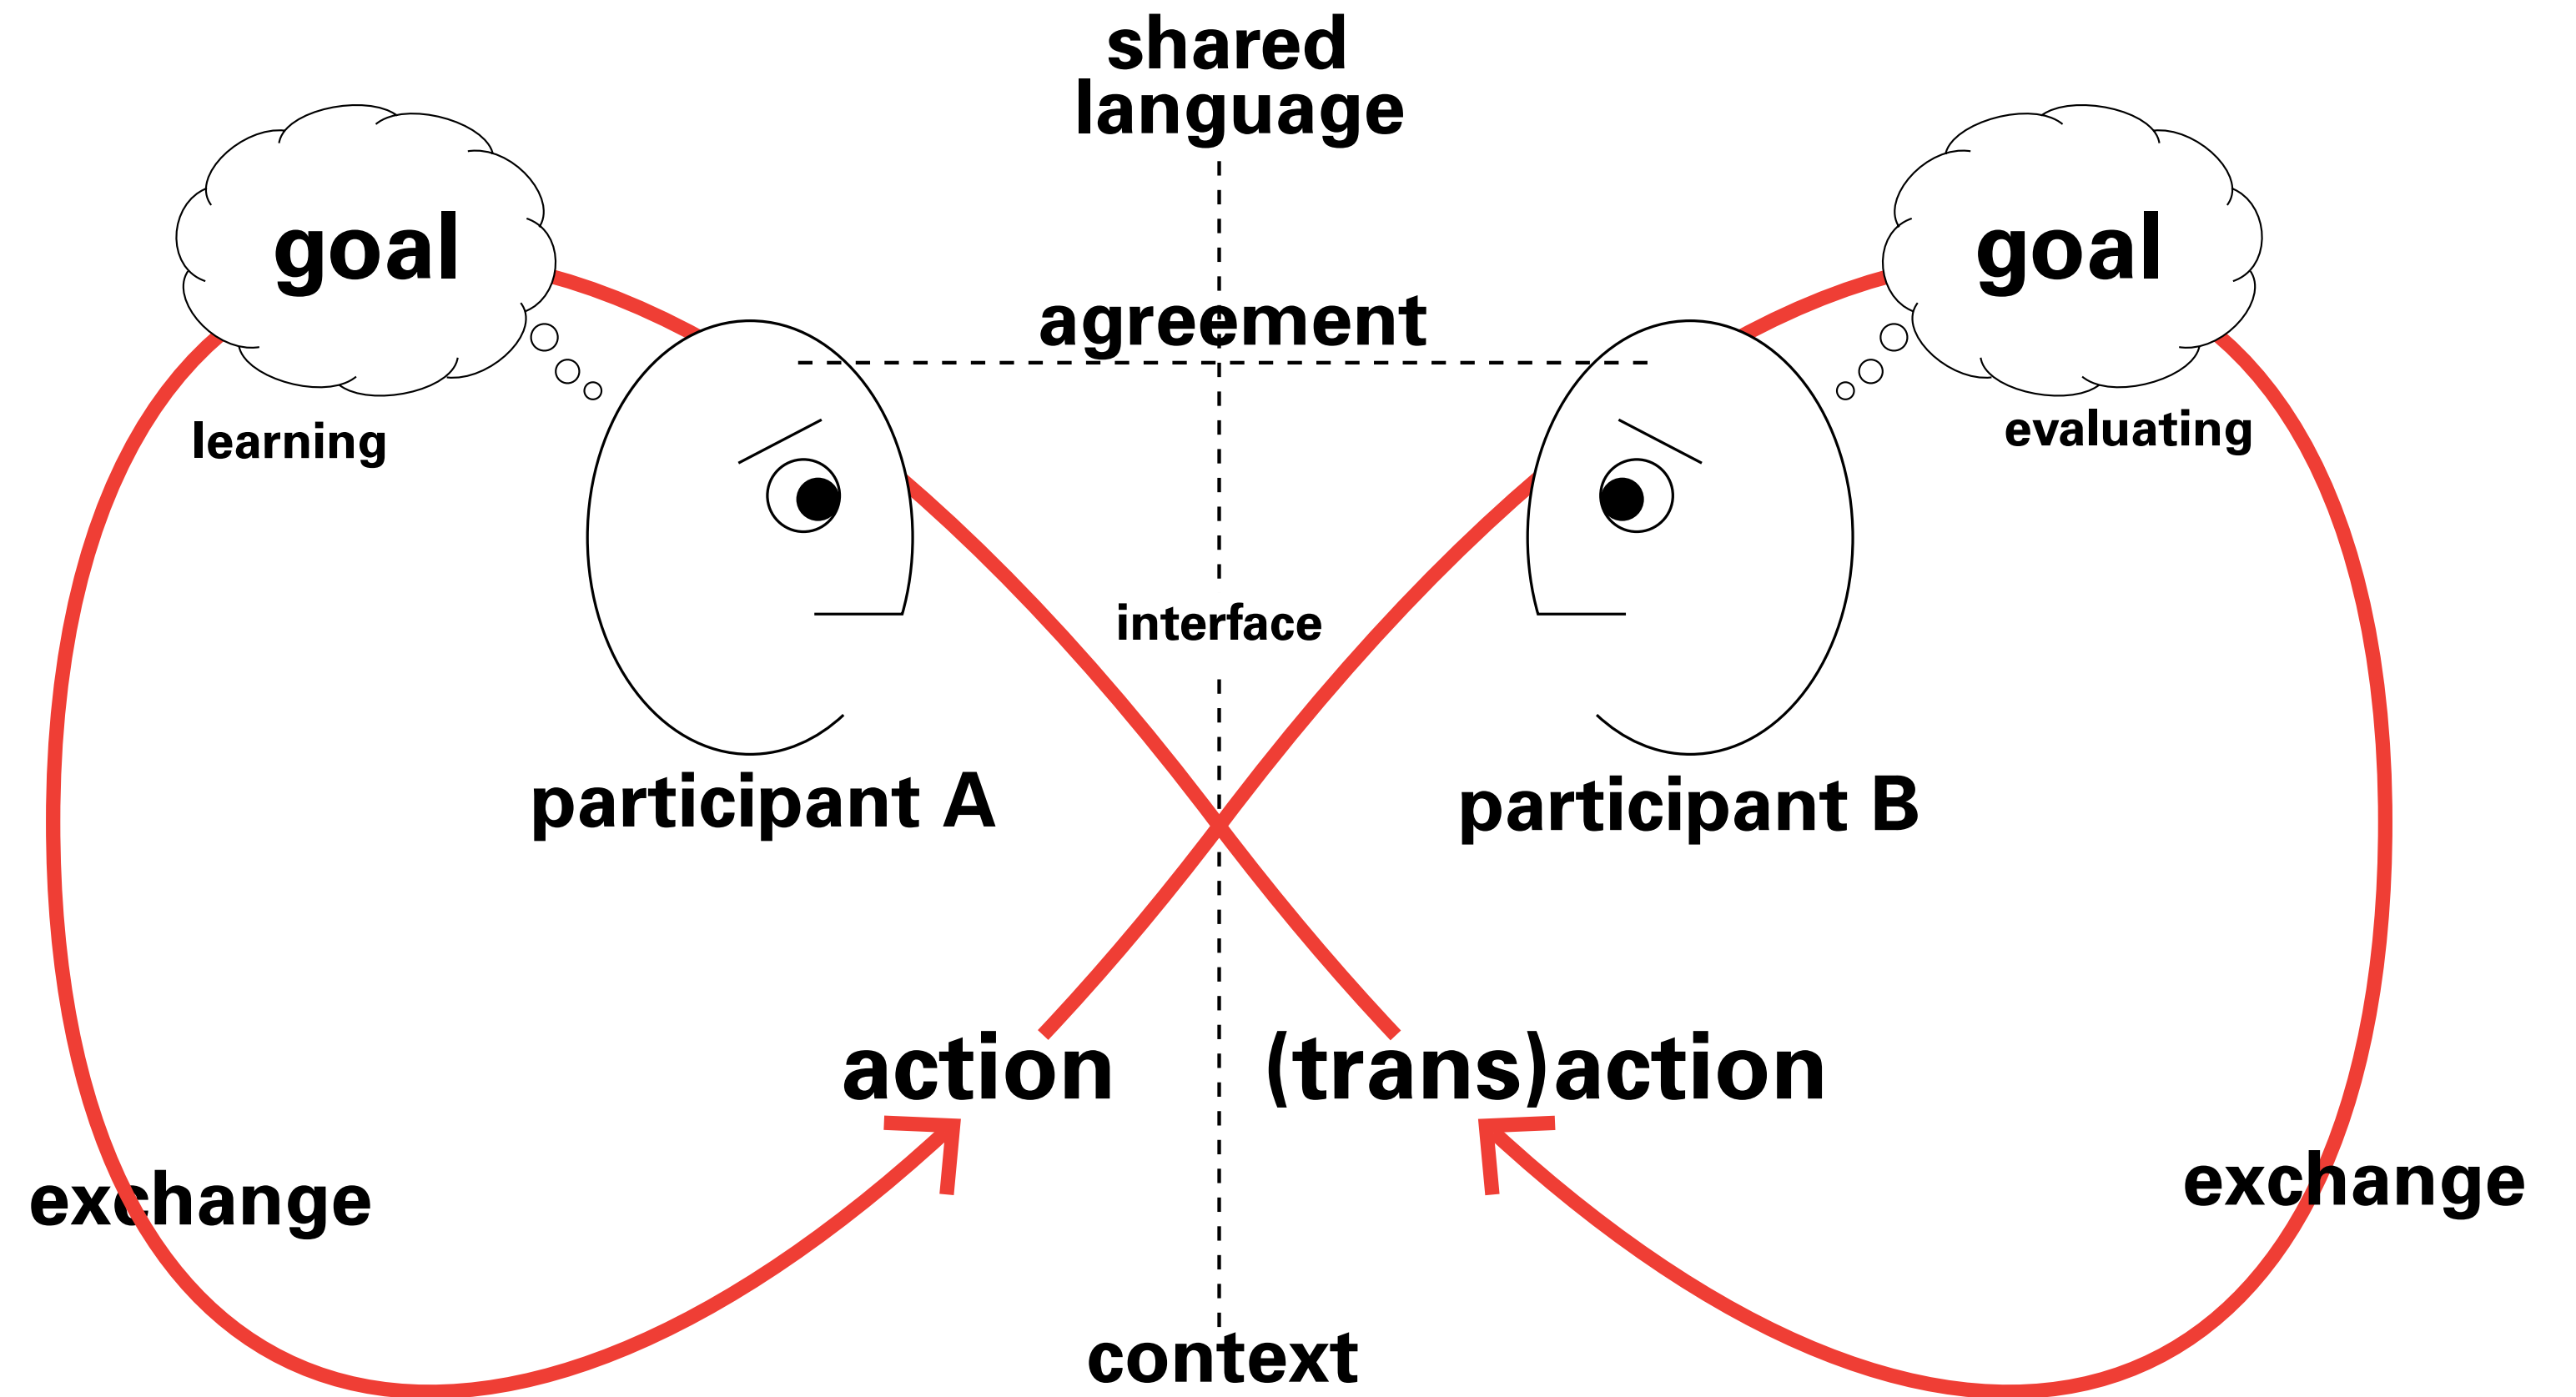 shared
language
goal
goal
agreement
learning
evaluating
interface
participant A
participant B
action
(trans)action
exchange
exchange
context